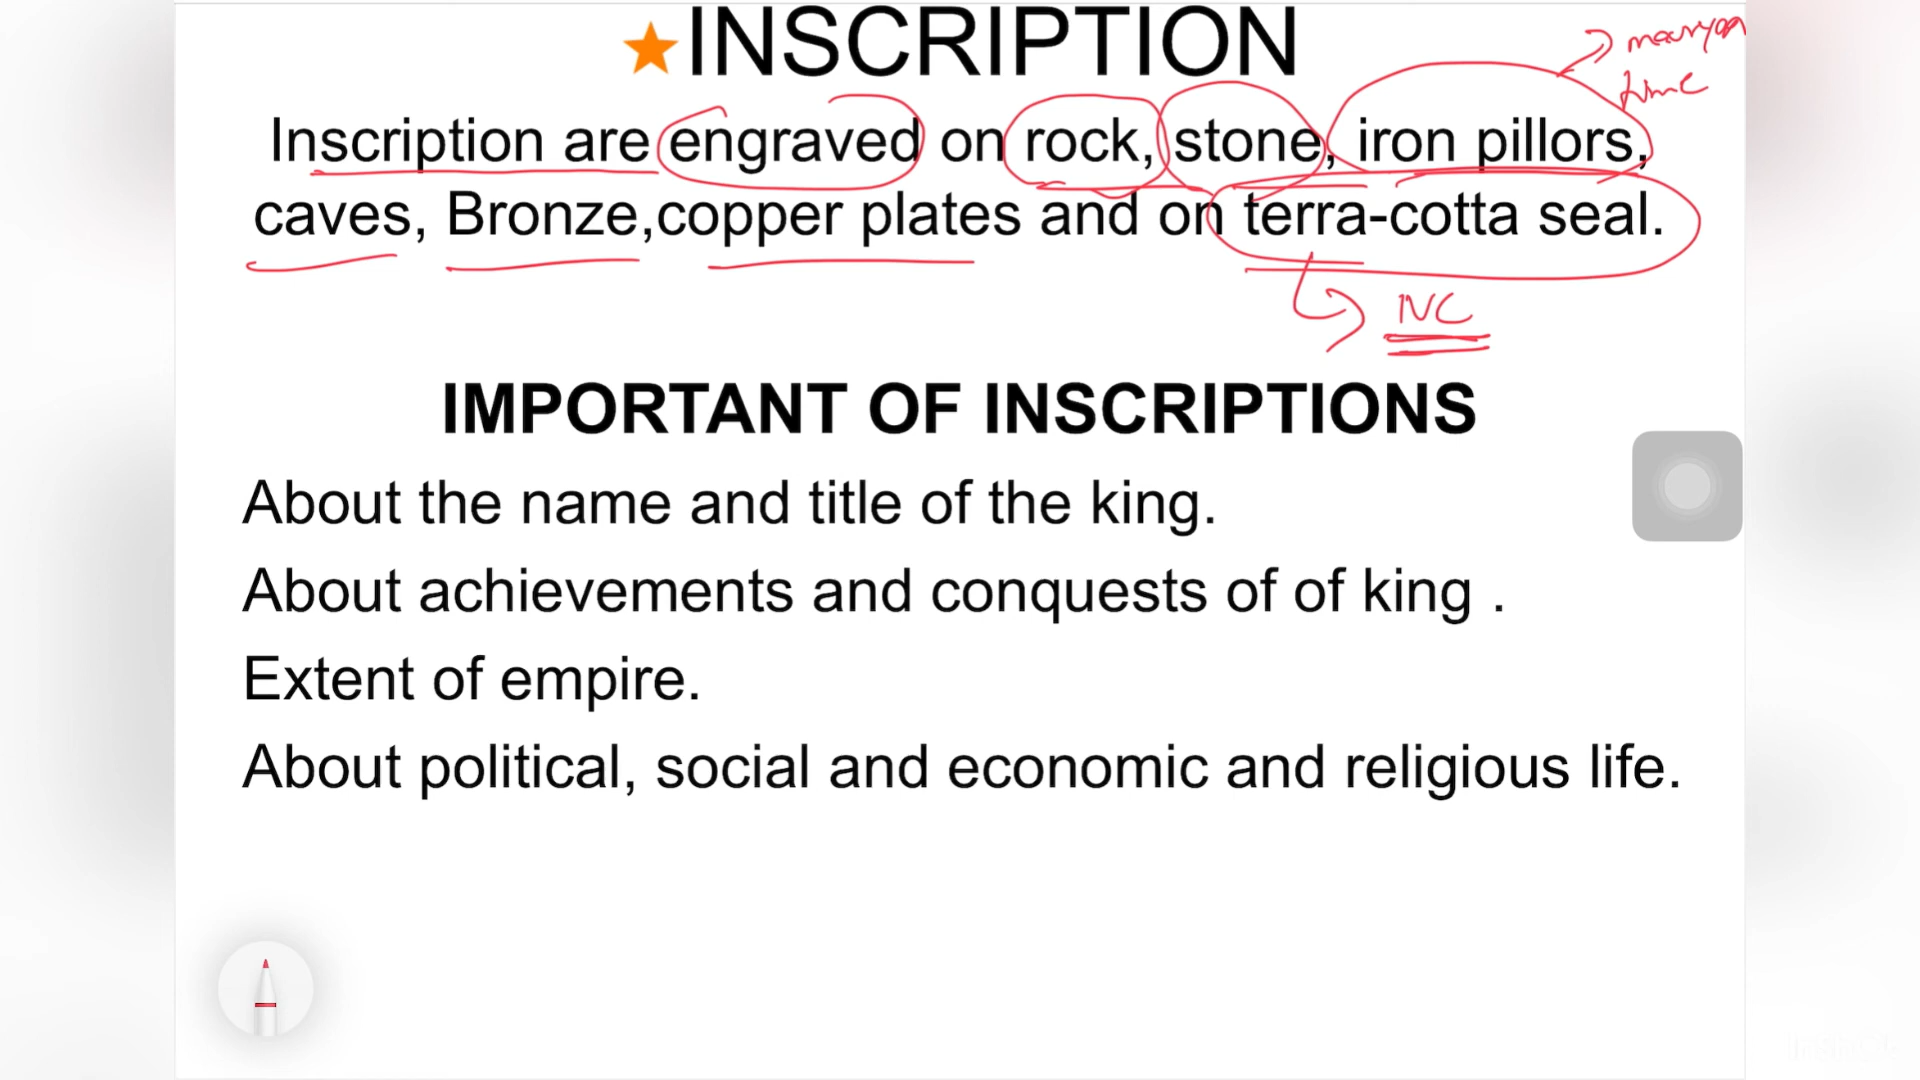 INSCRIPTION
mauryan
time
Inscription are engraved on rock, stone, iron pillors,
caves, Bronze,copper plates and on terra-cotta seal.
IVC
IMPORTANT OF INSCRIPTIONS
About the name and title of the king.
About achievements and conquests of of king .
Extent of empire.
About political, social and economic and religious life.